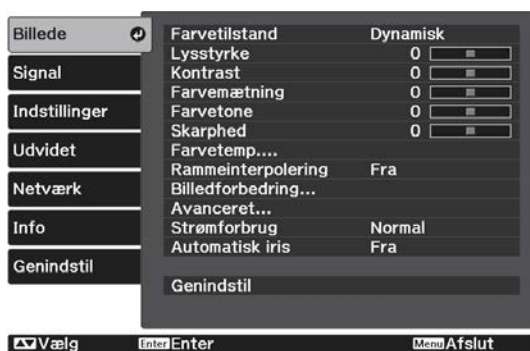 Billede
Signal
Indstillinger
Udvidet
Netværk
Info
Genindstil
Farvetilstand Dynamisk
Lysstyrke 0
Kontrast 0
Farvemætning 0
Farvetone 0
Skarphed 0
Farvetemp....
Rammeinterpolering Fra
Billedforbedring...
Avanceret...
Strømforbrug Normal
Automatisk iris Fra
Genindstil
Vælg Enter Enter Menu Afslut